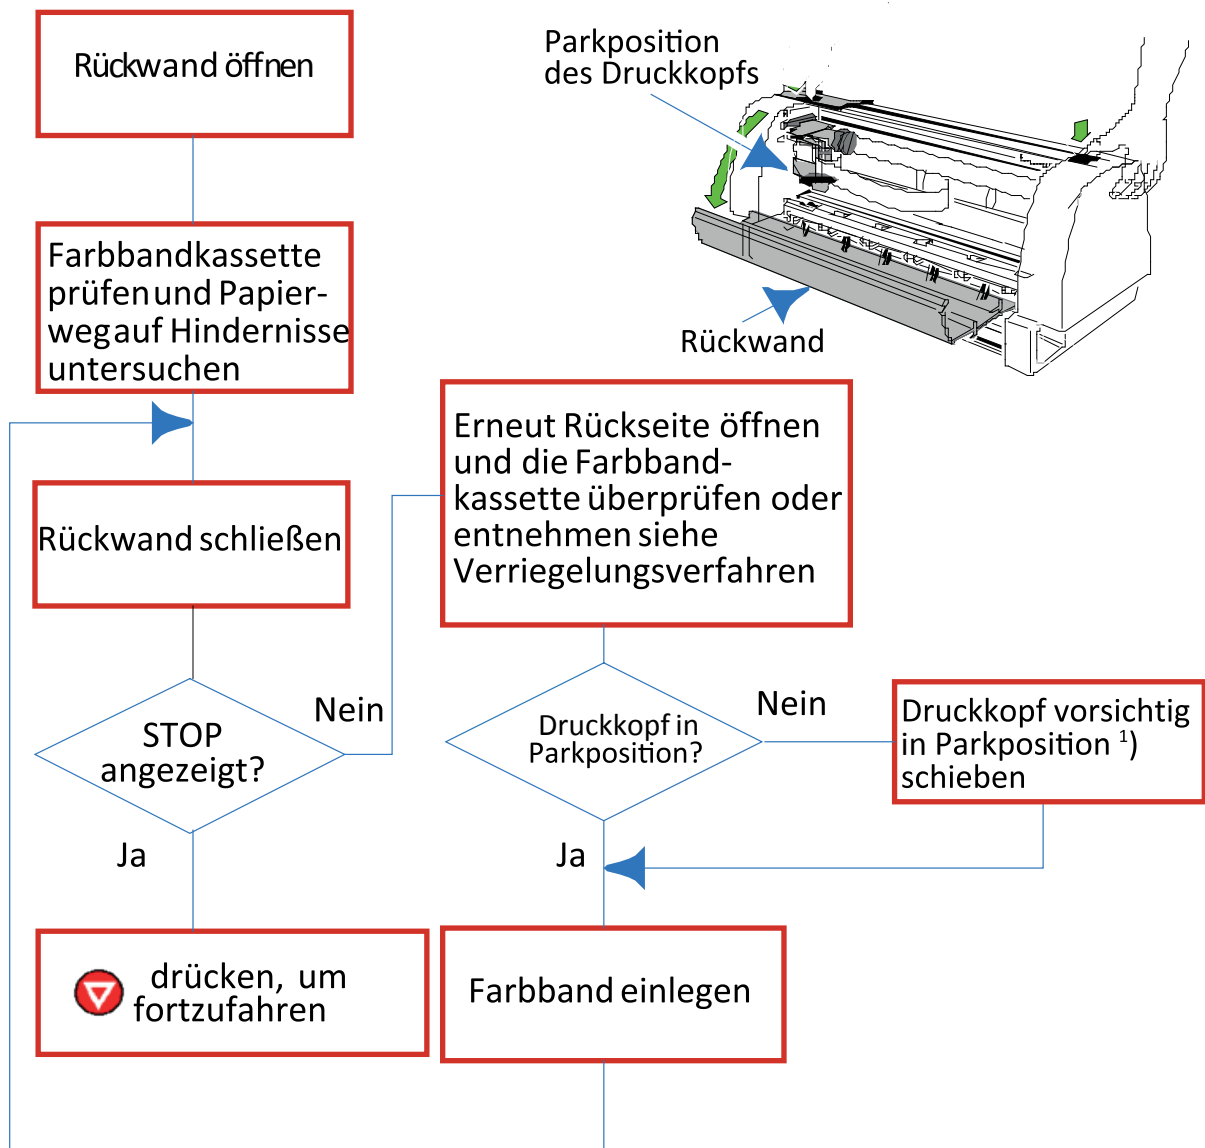 Rückwand öffnen
Parkposition
des Druckkopfs
Farbbandkassette
prüfen und Papier-
weg auf Hindernisse
untersuchen
Rückwand
Erneut Rückseite öffnen
und die Farbband-
kassette überprüfen oder
entnehmen siehe
Verriegelungsverfahren
Rückwand schließen
STOP
angezeigt?
Nein
Druckkopf in
Parkposition?
Nein
Druckkopf vorsichtig
in Parkposition ¹)
schieben
Ja
Ja
drücken, um
fortzufahren
Farbband einlegen